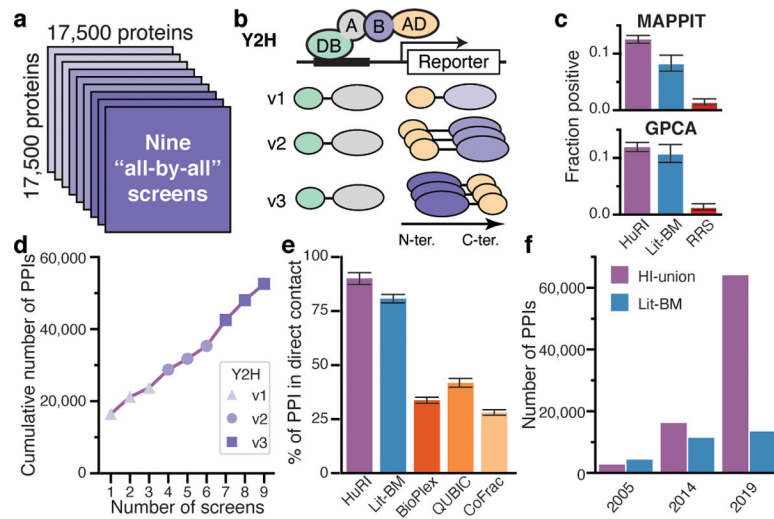 a
17,500 proteins
17,500 proteins
Nine
“all-by-all”
screens
b
Y2H
DB
A
B
AD
Reporter
v1
v2
v3
N-ter.
C-ter.
c
MAPPIT
0.1
0.0
GPCA
0.1
0.0
Fraction positive
HuRI
Lit-BM
RRS
d
60,000
40,000
20,000
0
Cumulative number of PPIs
Y2H
v1
v2
v3
1 2 3 4 5 6 7 8 9
Number of screens
e
100
75
50
25
0
% of PPI in direct contact
HuRI
Lit-BM
BioPlex
QUBIC
CoFrac
f
HI-union
Lit-BM
60,000
40,000
20,000
0
Number of PPIs
2005
2014
2019